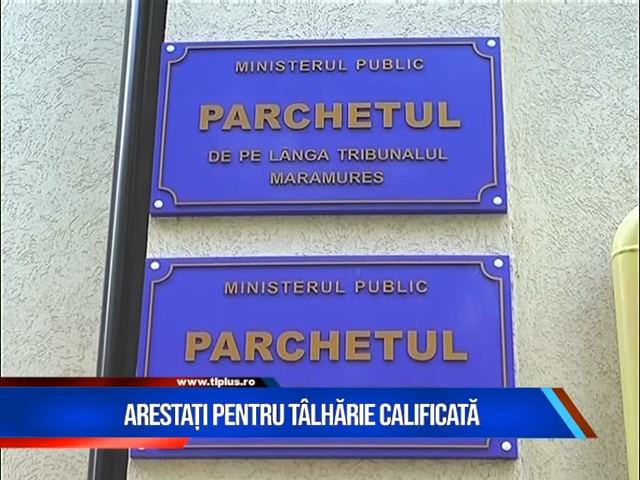 MINISTERUL PUBLIC
PARCHETUL
DE PE LÂNGA TRIBUNALUL
MARAMURES
MINISTERUL PUBLIC
PARCHETUL
www.tlplus.ro
ARESTAȚI PENTRU TÂLHĂRIE CALIFICATĂ